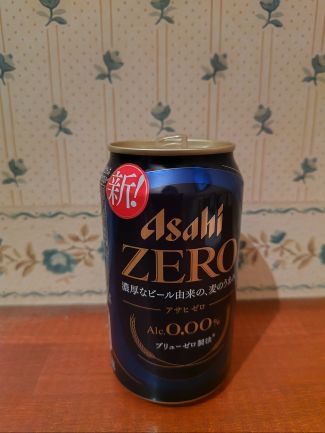 新!
Asahi
ZERO
濃厚なビール由来の、麦のうま
アサヒゼロ
Alc.0.00%
ブリューゼロ製法